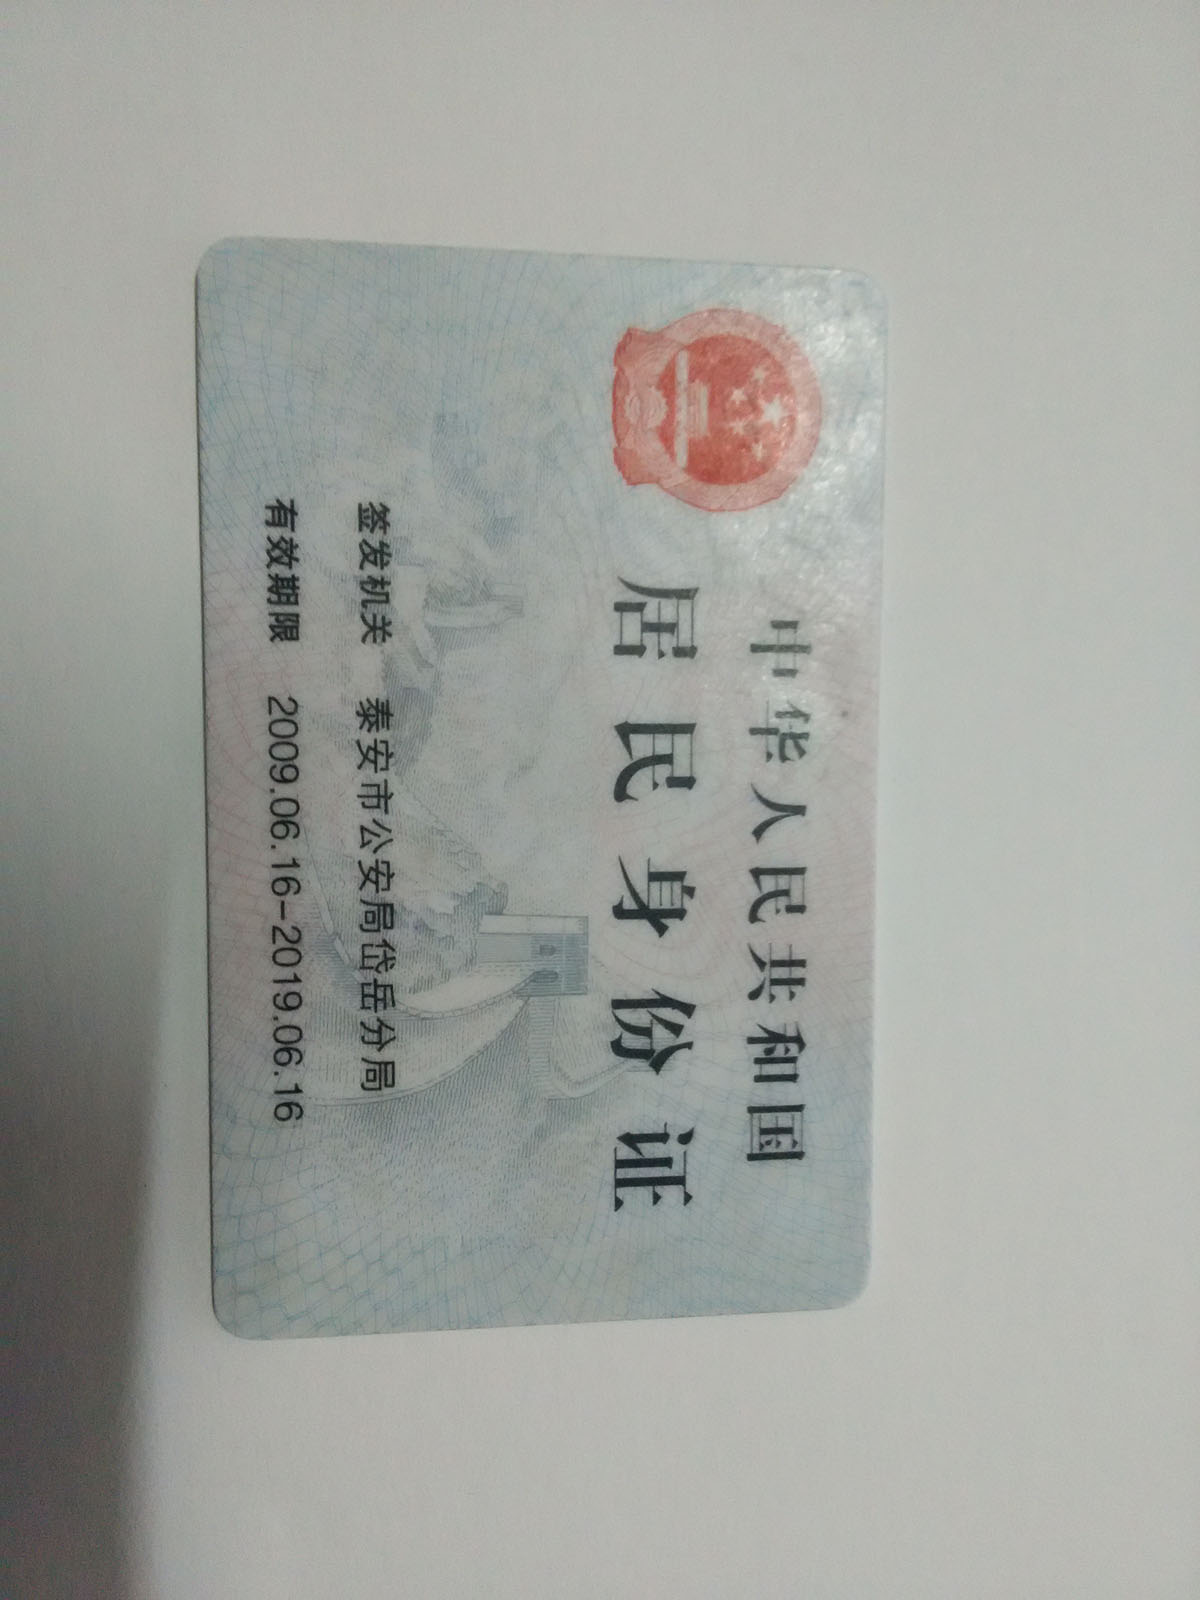 中华人民共和国
居民身份证
签发机关 泰安市公安局岱岳分局
有效期限 2009.06.16-2019.06.16